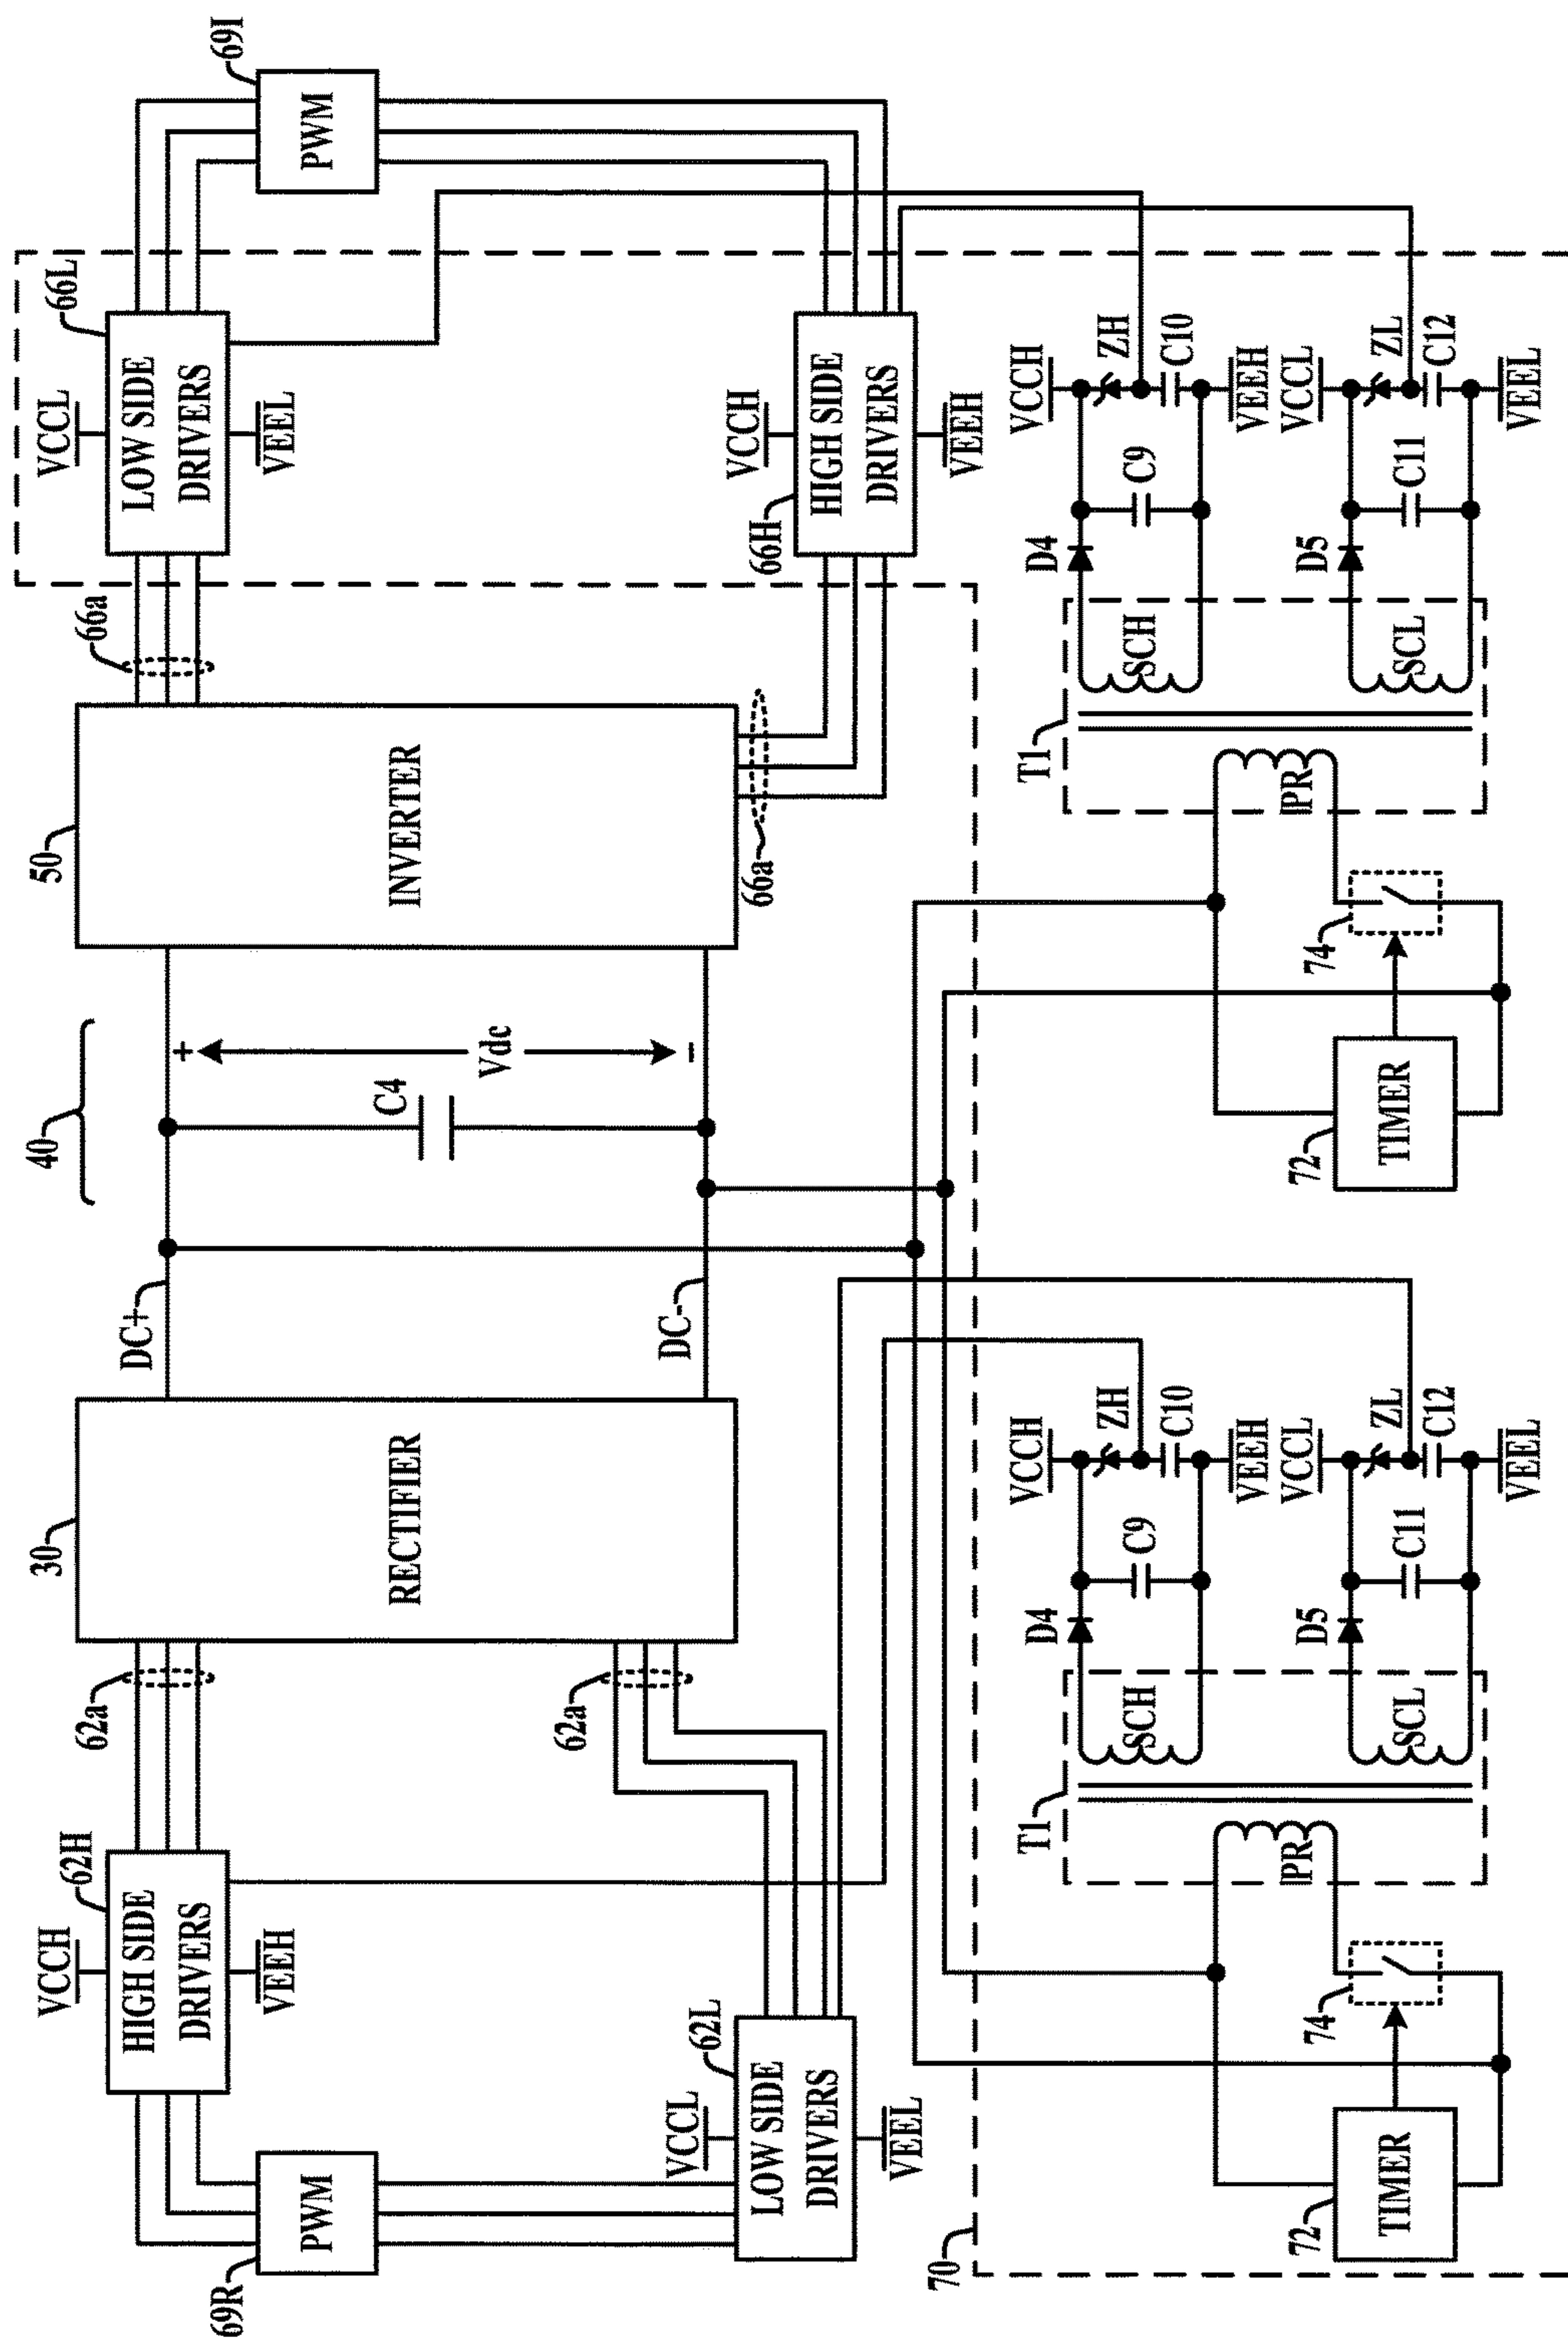 69R
PWM
VCCH
62H
HIGH SIDE
DRIVERS
VEEH
62a
62a
VCCL
62L
LOW SIDE
DRIVERS
VEEL
30
RECTIFIER
DC+
DC-
40
C4
+
Vdc
-
50
INVERTER
66a
66a
VCCL
66L
LOW SIDE
DRIVERS
VEEL
VCCH
66H
HIGH SIDE
DRIVERS
VEEH
69I
PWM
70
72
TIMER
74
T1
PR
SCH
SCL
D4
C9
VCCH
ZH
C10
VEEH
D5
C11
VCCL
ZL
C12
VEEL
72
TIMER
74
T1
PR
SCH
SCL
D4
C9
VCCH
ZH
C10
VEEH
D5
C11
VCCL
ZL
C12
VEEL